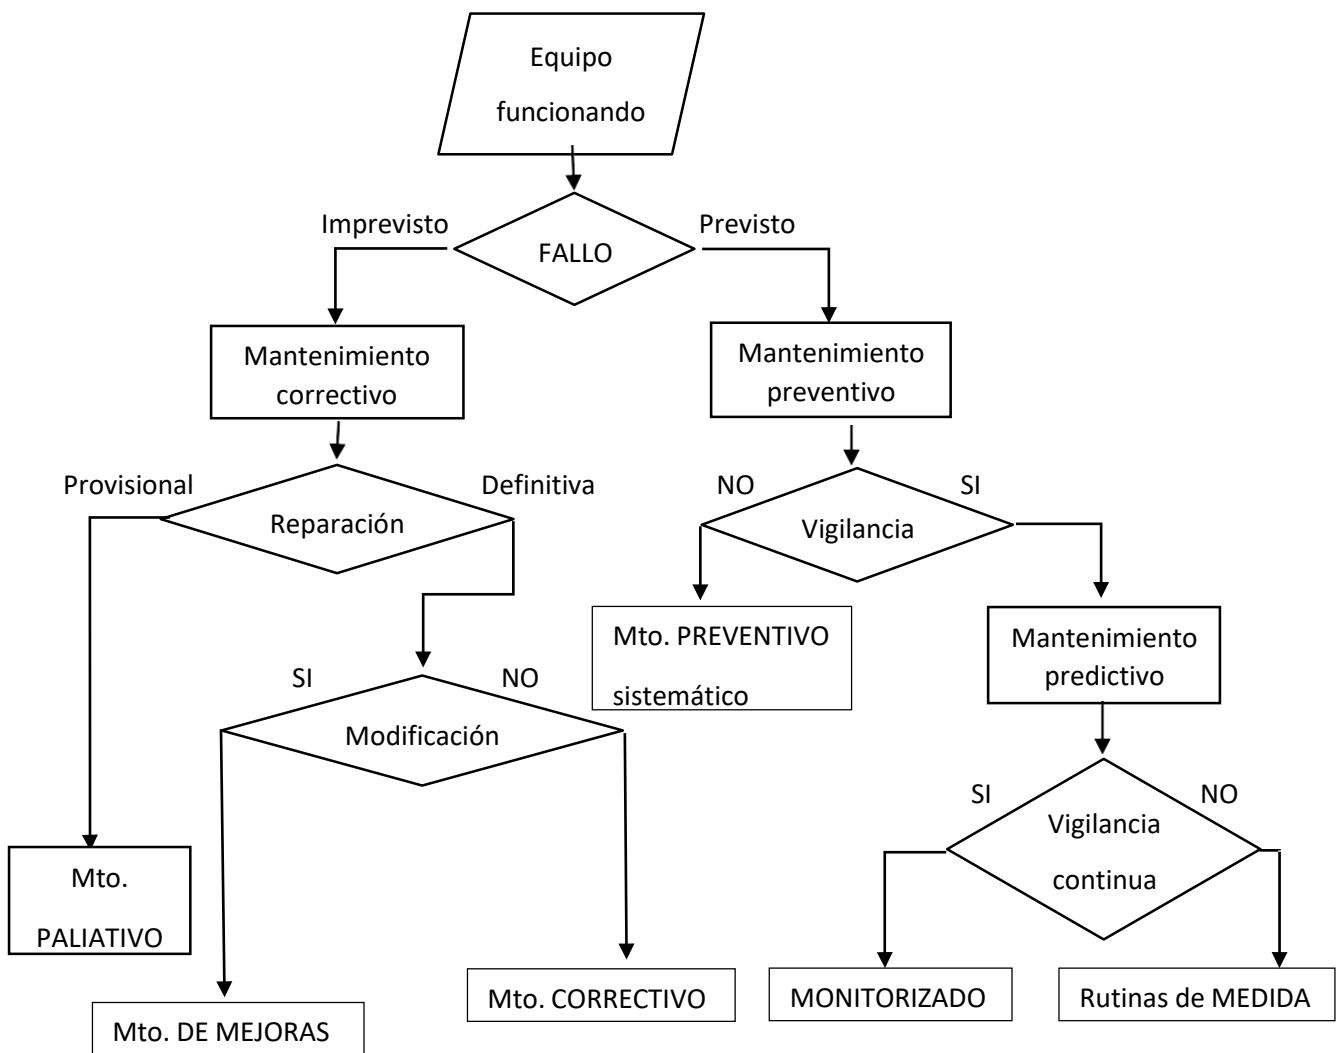 Equipo
funcionando
Imprevisto
Previsto
FALLO
Mantenimiento
correctivo
Mantenimiento
preventivo
Provisional
Definitiva
Reparación
NO
SI
Vigilancia
Mto. PREVENTIVO
sistemático
Mantenimiento
predictivo
SI
NO
Modificación
SI
NO
Vigilancia
continua
Mto.
PALIATIVO
Mto. DE MEJORAS
Mto. CORRECTIVO
MONITORIZADO
Rutinas de MEDIDA